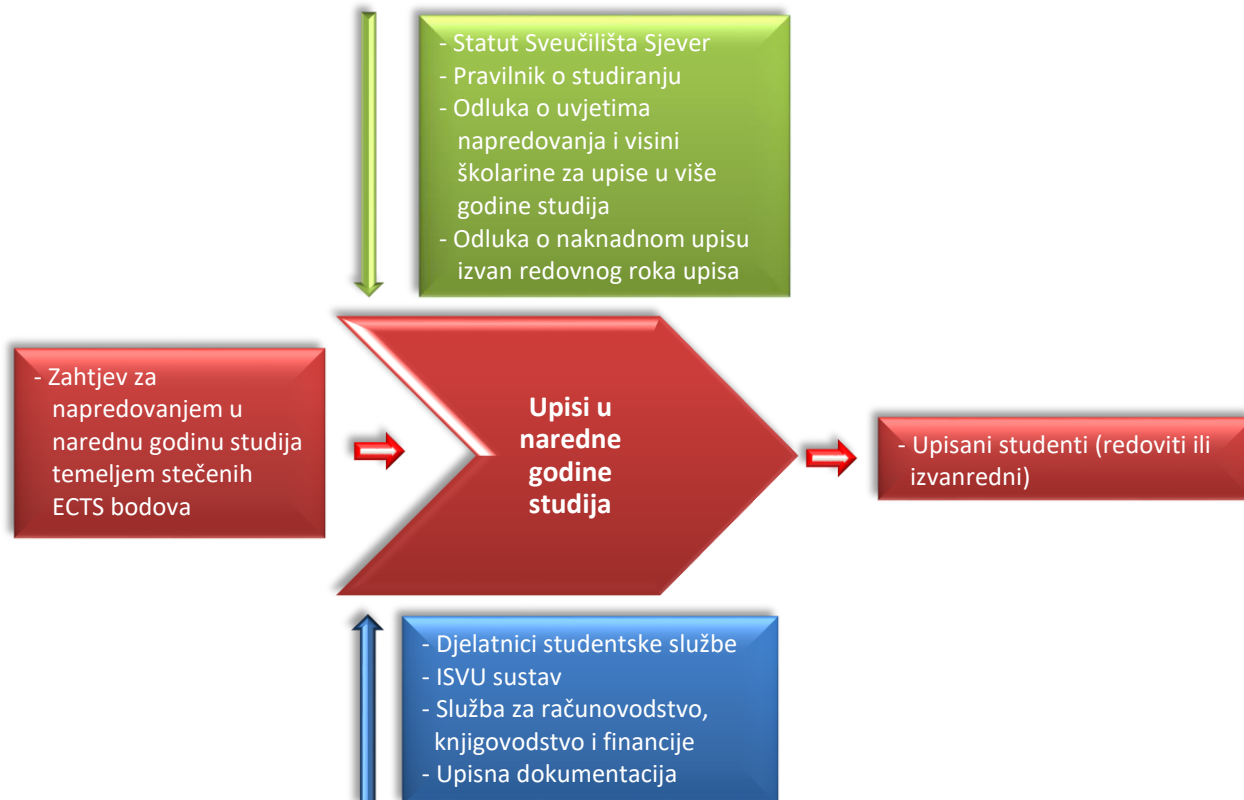 - Statut Sveučilišta Sjever
- Pravilnik o studiranju
- Odluka o uvjetima
napredovanja i visini
školarine za upise u više
godine studija
- Odluka o naknadnom upisu
izvan redovnog roka upisa
- Zahtjev za
napredovanjem u
narednu godinu studija
temeljem stečenih
ECTS bodova
Upisi u
naredne
godine
studija
- Upisani studenti (redoviti ili
izvanredni)
- Djelatnici studentske službe
- ISVU sustav
- Služba za računovodstvo,
knjigovodstvo i financije
- Upisna dokumentacija